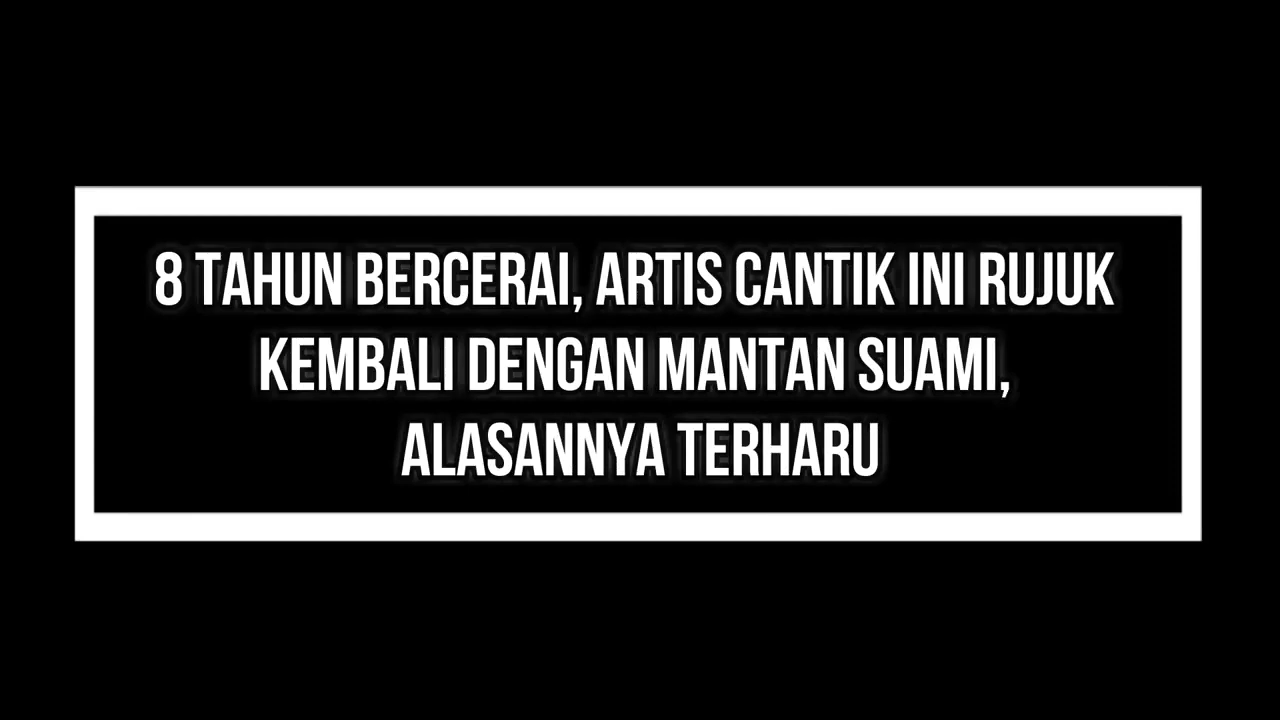 8 TAHUN BERCERAI, ARTIS CANTIK INI RUJUK
KEMBALI DENGAN MANTAN SUAMI,
ALASANNYA TERHARU